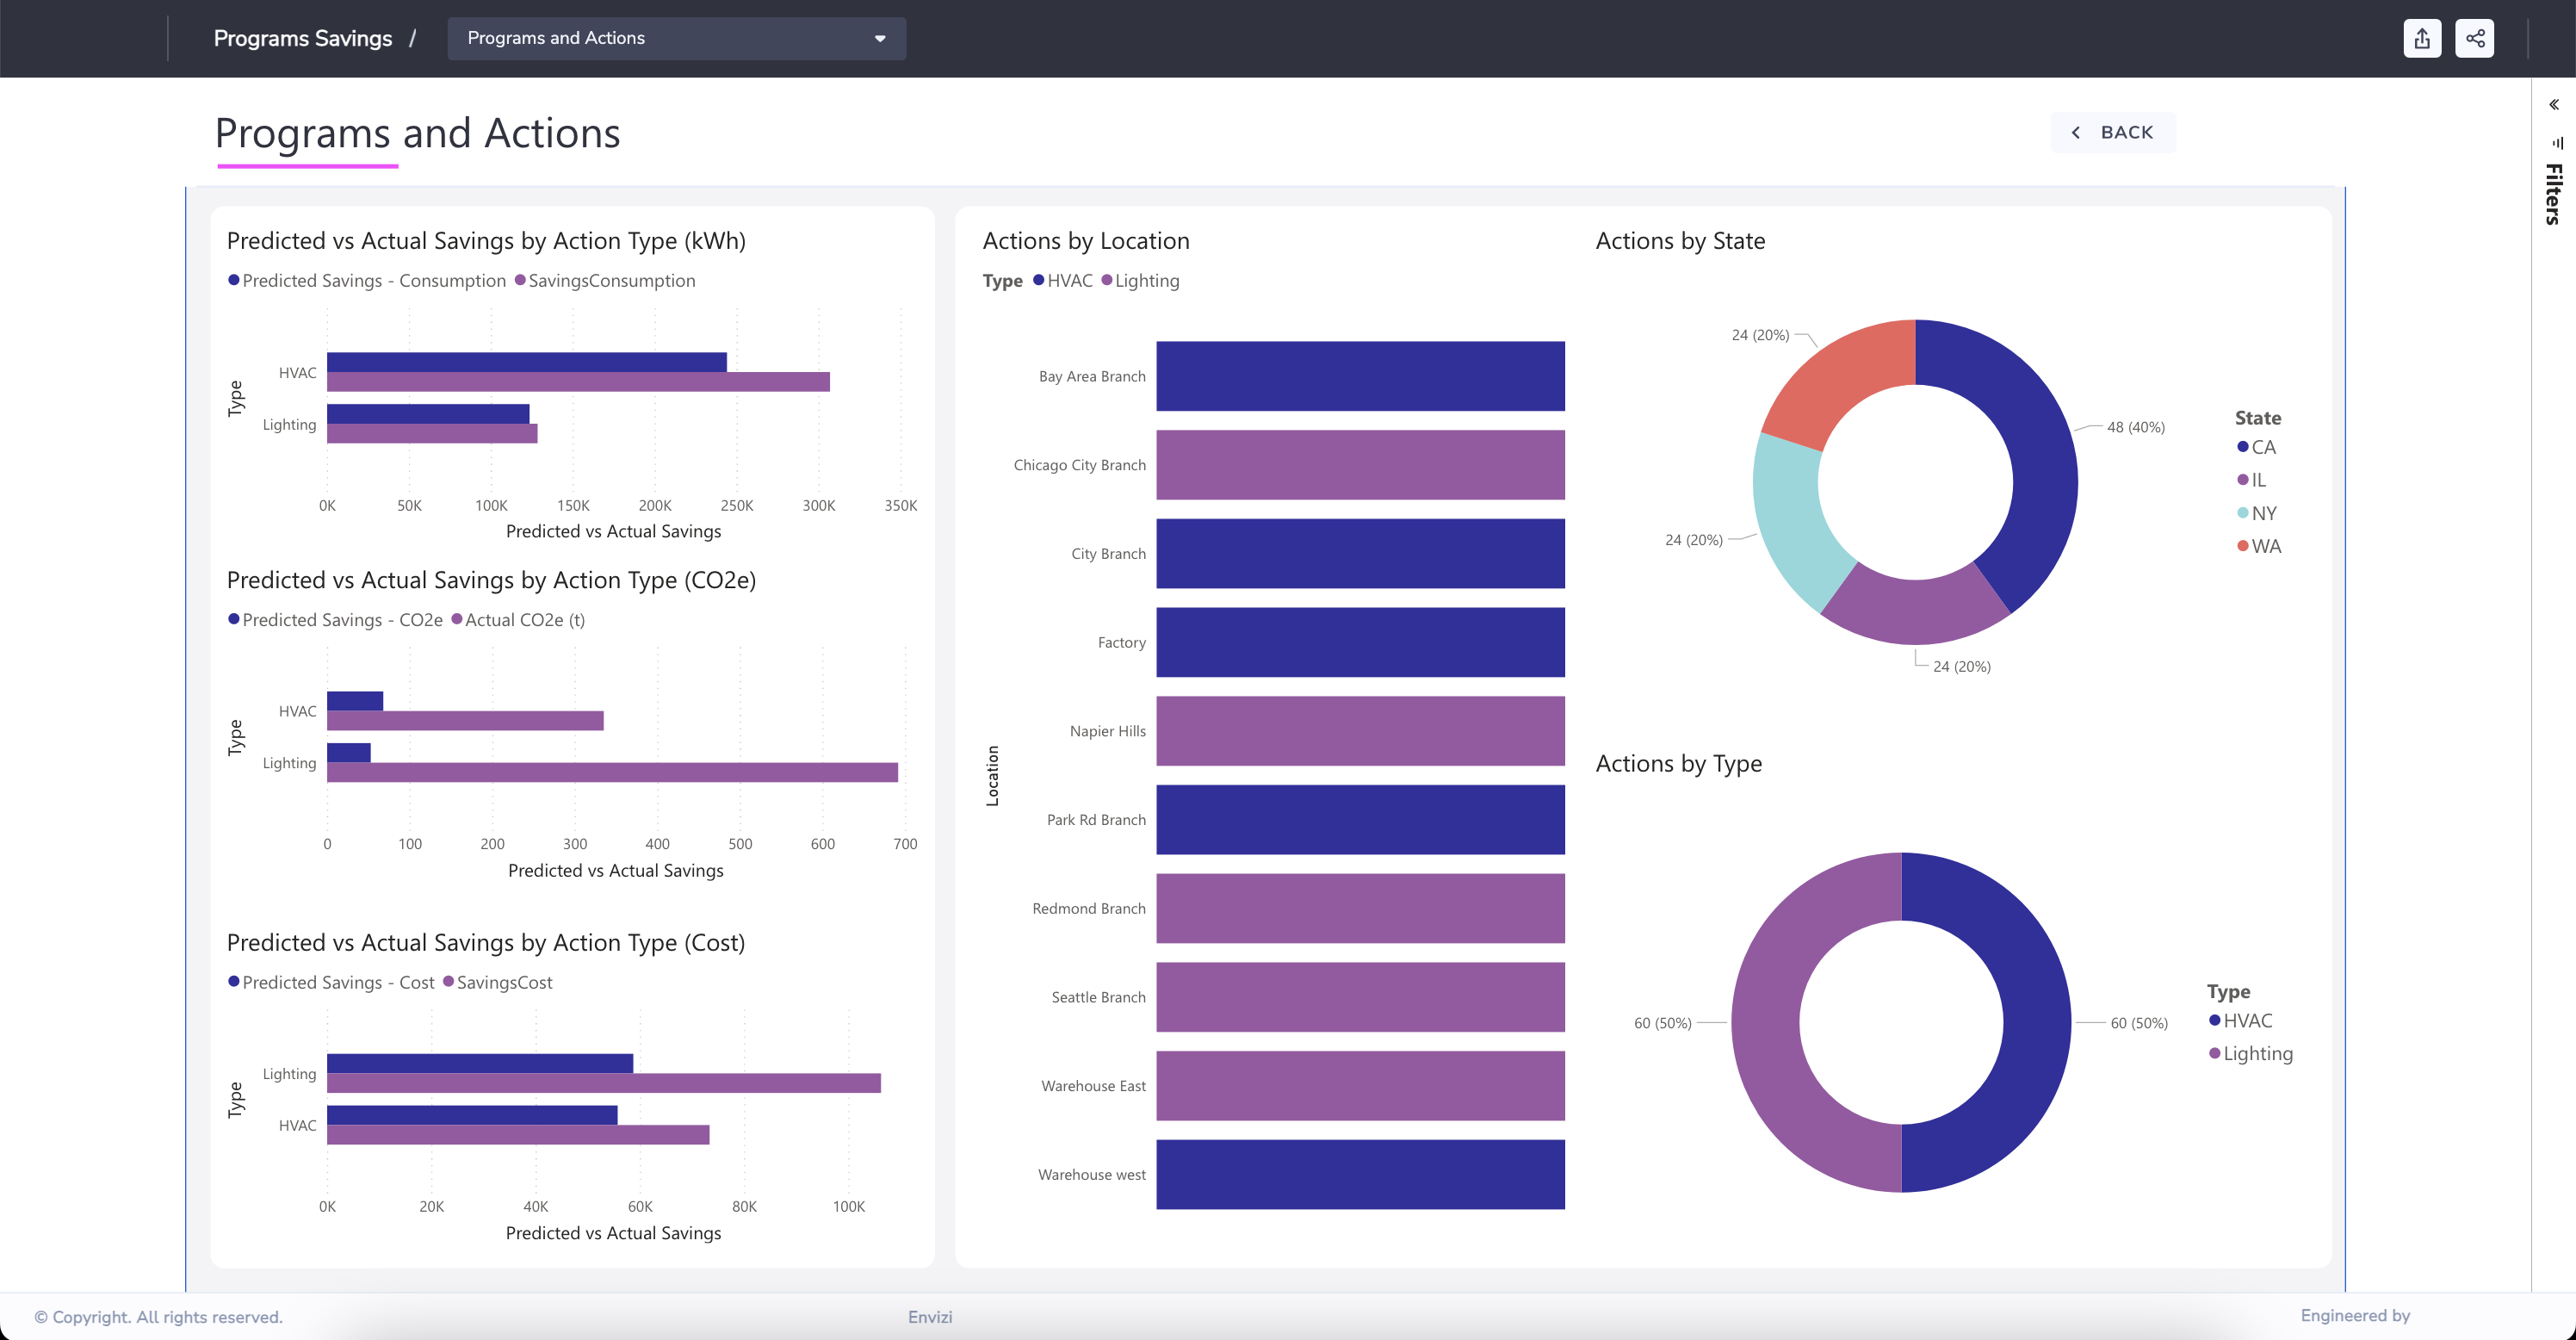 Programs Savings /
Programs and Actions
Programs and Actions
BACK
Filters
Predicted vs Actual Savings by Action Type (kWh)
Predicted Savings - Consumption SavingsConsumption
Type
HVAC
Lighting
0K 50K 100K 150K 200K 250K 300K 350K
Predicted vs Actual Savings
Predicted vs Actual Savings by Action Type (CO2e)
Predicted Savings - CO2e Actual CO2e (t)
Type
HVAC
Lighting
0 100 200 300 400 500 600 700
Predicted vs Actual Savings
Predicted vs Actual Savings by Action Type (Cost)
Predicted Savings - Cost SavingsCost
Type
Lighting
HVAC
0K 20K 40K 60K 80K 100K
Predicted vs Actual Savings
Actions by Location
Type HVAC Lighting
Location
Bay Area Branch
Chicago City Branch
City Branch
Factory
Napier Hills
Park Rd Branch
Redmond Branch
Seattle Branch
Warehouse East
Warehouse west
Actions by State
24 (20%)
48 (40%)
24 (20%)
24 (20%)
State
CA
IL
NY
WA
Actions by Type
60 (50%)
60 (50%)
Type
HVAC
Lighting
© Copyright. All rights reserved.
Envizi
Engineered by